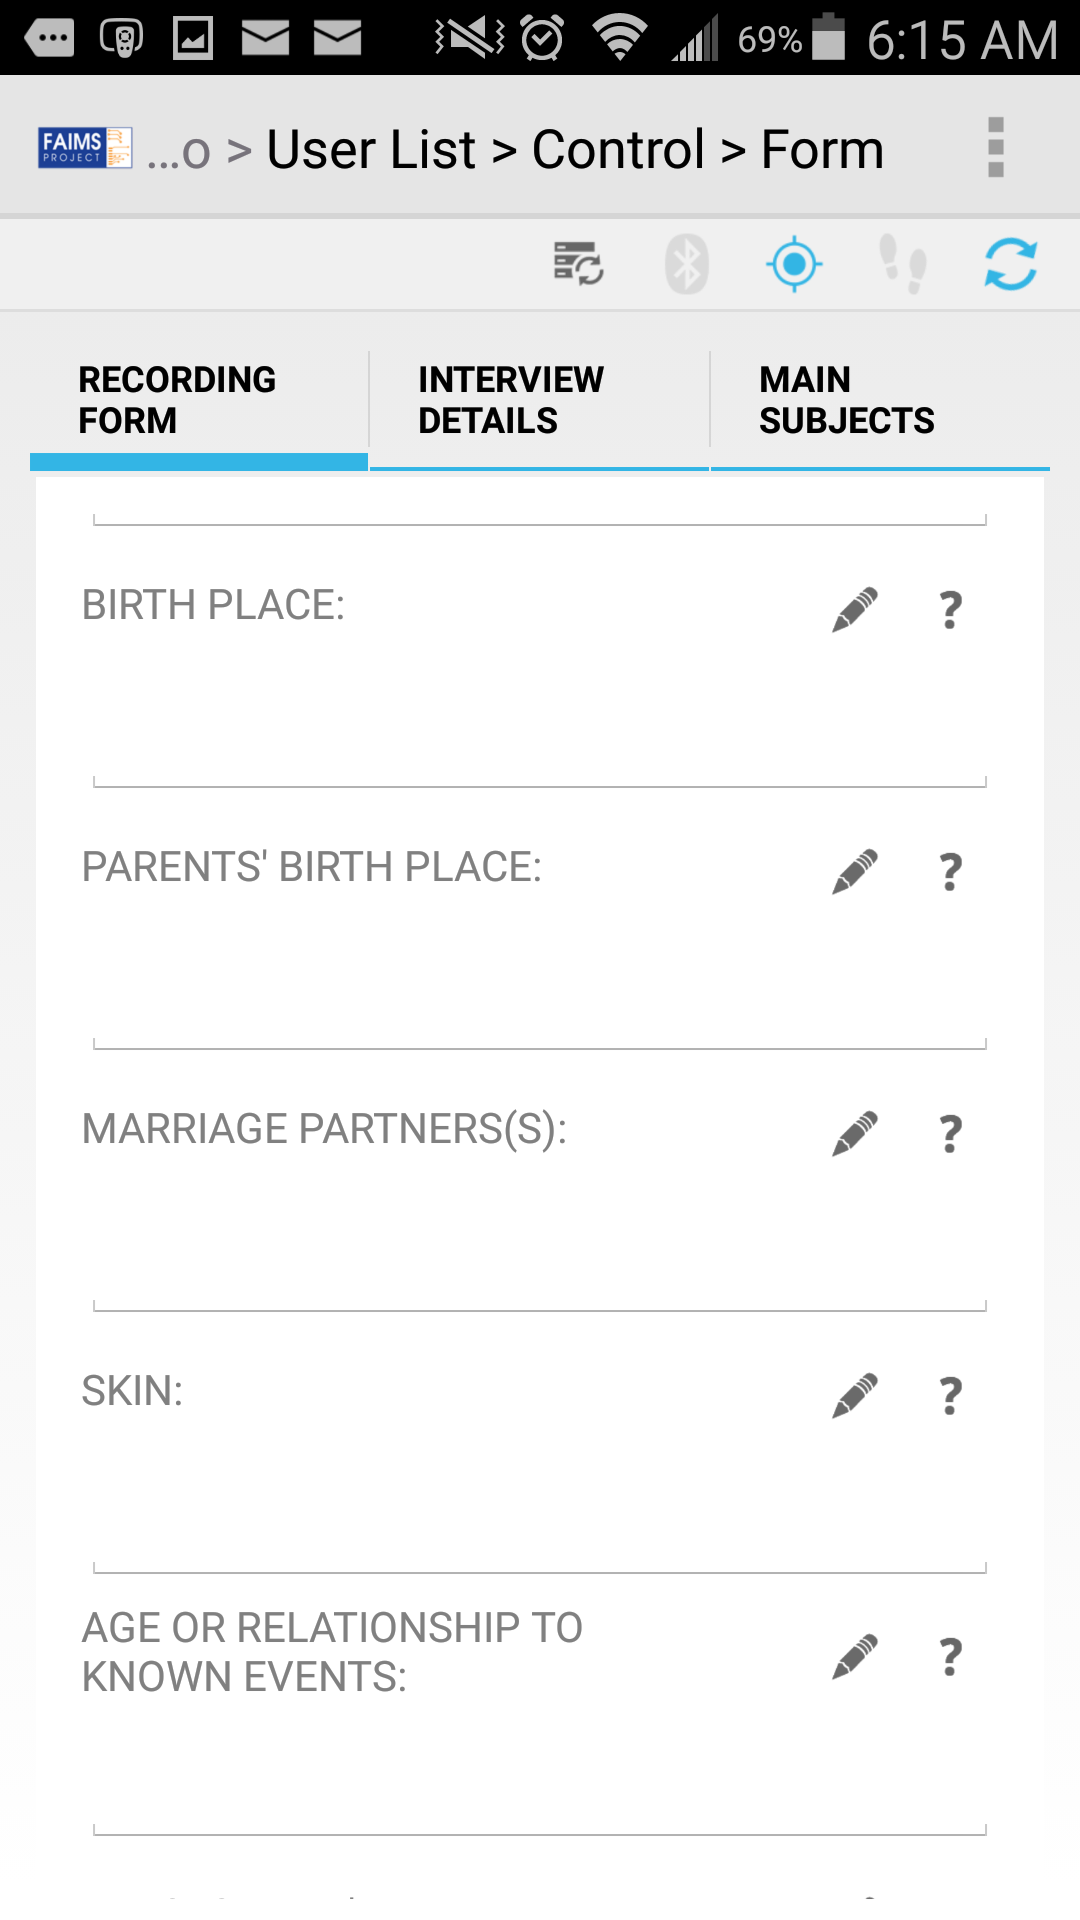 69% 6:15 AM
FAIMS
PROJECT
...o > User List > Control > Form
RECORDING
FORM
INTERVIEW
DETAILS
MAIN
SUBJECTS
BIRTH PLACE:
?
PARENTS' BIRTH PLACE:
?
MARRIAGE PARTNERS(S):
?
SKIN:
?
AGE OR RELATIONSHIP TO
KNOWN EVENTS:
?